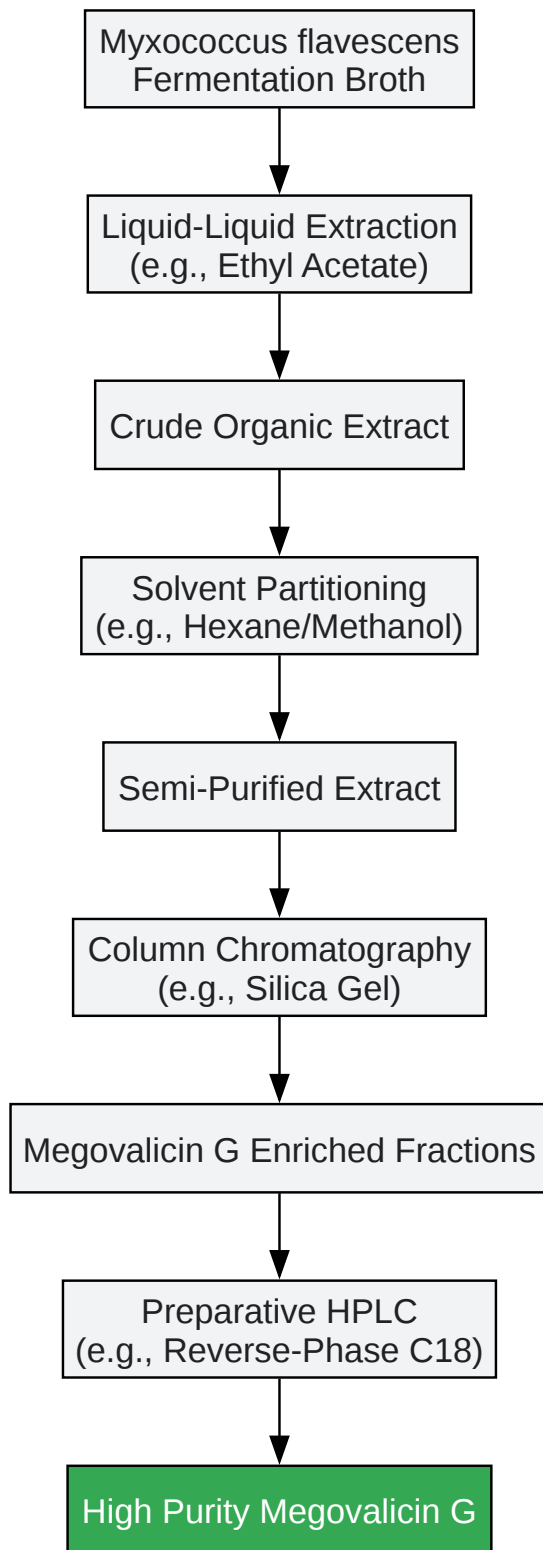 Myxococcus flavescens
Fermentation Broth
Liquid-Liquid Extraction
(e.g., Ethyl Acetate)
Crude Organic Extract
Solvent Partitioning
(e.g., Hexane/Methanol)
Semi-Purified Extract
Column Chromatography
(e.g., Silica Gel)
Megovalicin G Enriched Fractions
Preparative HPLC
(e.g., Reverse-Phase C18)
High Purity Megovalicin G